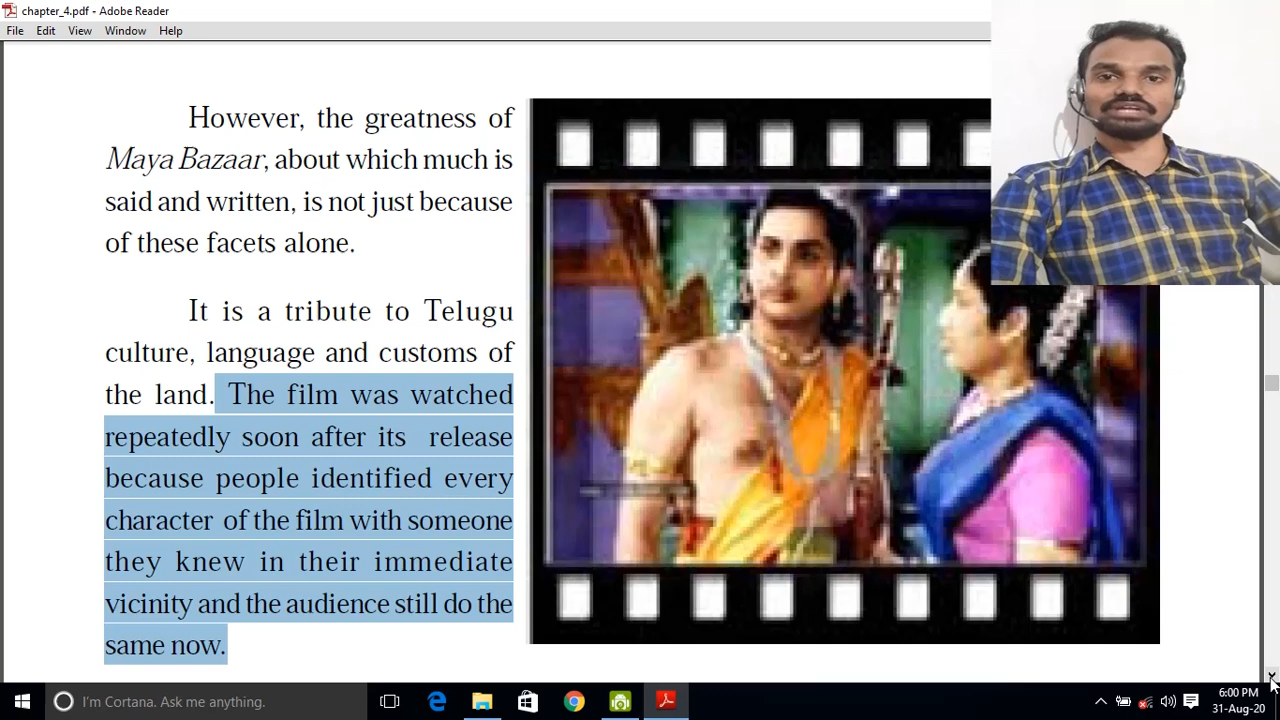 chapter_4.pdf - Adobe Reader
File Edit View Window Help
However, the greatness of
Maya Bazaar, about which much is
said and written, is not just because
of these facets alone.
It is a tribute to Telugu
culture, language and customs of
the land. The film was watched
repeatedly soon after its release
because people identified every
character of the film with someone
they knew in their immediate
vicinity and the audience still do the
same now.
I'm Cortana. Ask me anything.
6:00 PM
31-Aug-20